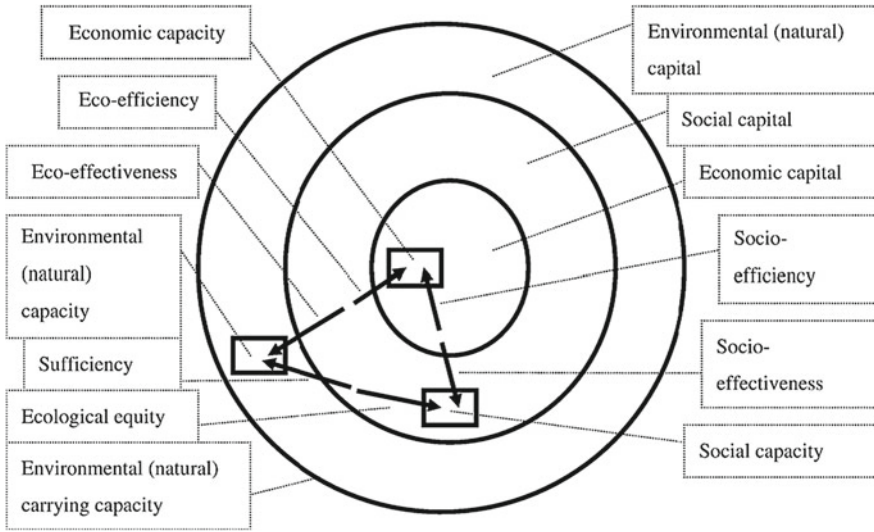 Economic capacity
Eco-efficiency
Eco-effectiveness
Environmental
(natural)
capacity
Sufficiency
Ecological equity
Environmental (natural)
carrying capacity
Environmental (natural)
capital
Social capital
Economic capital
Socio-
efficiency
Socio-
effectiveness
Social capacity